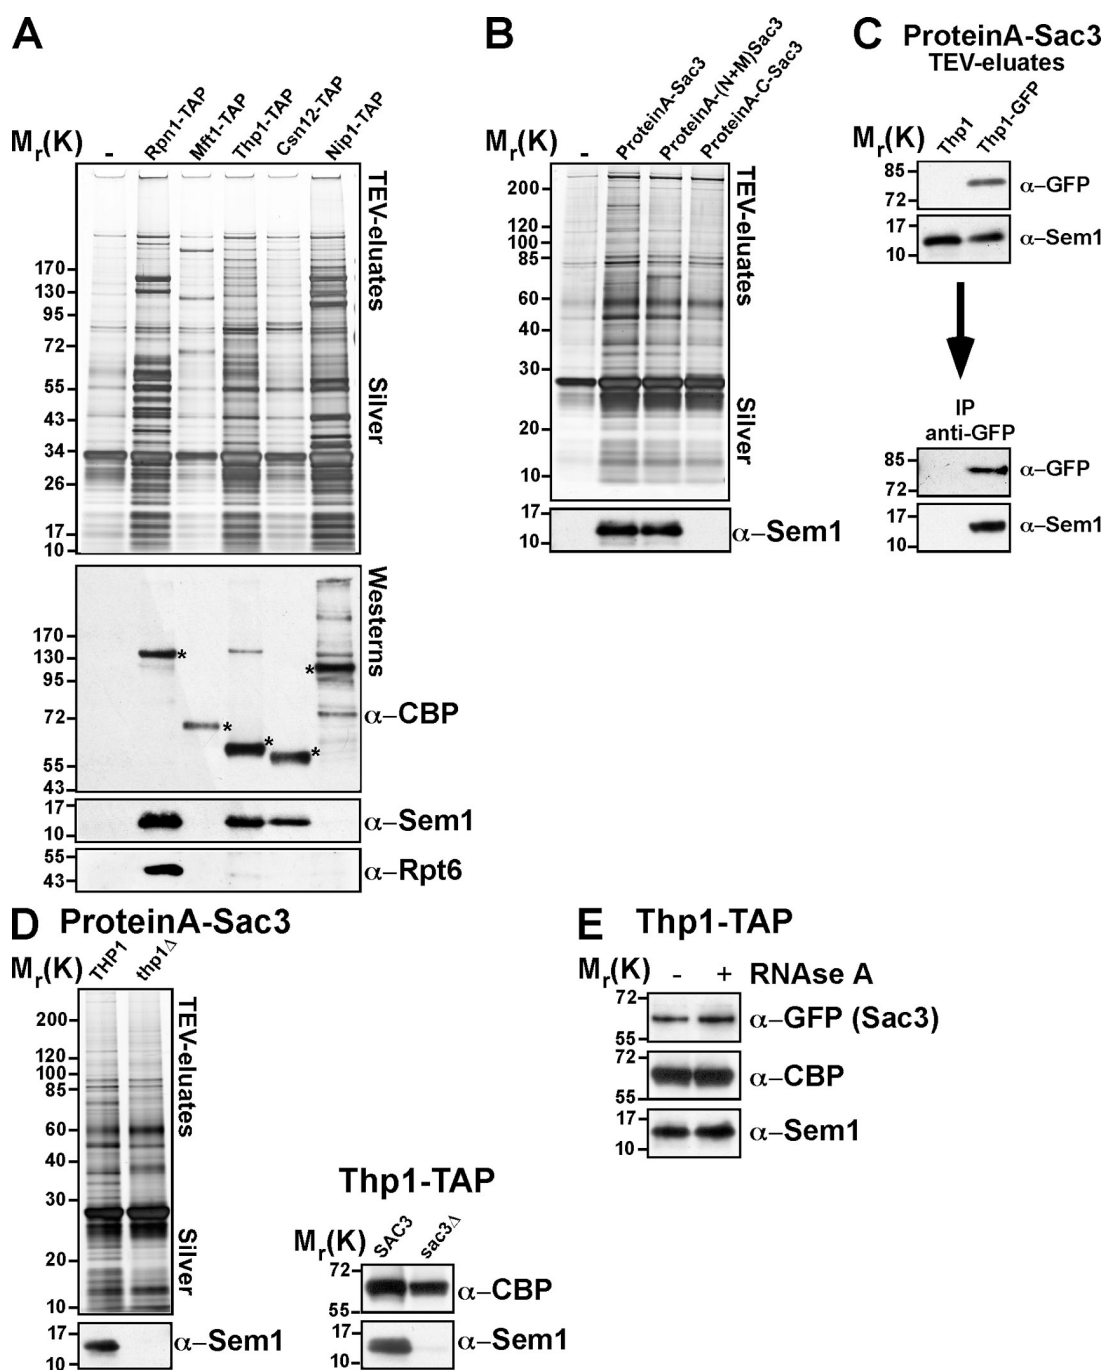 A
Mr(K)
-
Rpn1-TAP
Mft1-TAP
Thp1-TAP
Csn12-TAP
Nip1-TAP
170
130
95
72
55
43
34
26
17
10
TEV-eluates
Silver
170
130
95
72
55
43
*
*
*
*
*
Westerns
α-CBP
17
10
α-Sem1
55
43
α-Rpt6
B
Mr(K)
-
ProteinA-Sac3
ProteinA-(N+M)Sac3
ProteinA-C-Sac3
200
120
100
85
60
40
30
20
10
TEV-eluates
Silver
17
10
α-Sem1
C ProteinA-Sac3
TEV-eluates
Mr(K)
Thp1
Thp1-GFP
85
72
α-GFP
17
10
α-Sem1
IP
anti-GFP
85
72
α-GFP
17
10
α-Sem1
D ProteinA-Sac3
Mr(K)
THP1
thp1Δ
200
120
100
85
60
40
30
20
10
TEV-eluates
Silver
17
10
α-Sem1
Thp1-TAP
Mr(K)
SAC3
sac3Δ
72
55
α-CBP
17
10
α-Sem1
E Thp1-TAP
Mr(K) - + RNAse A
72
55
α-GFP (Sac3)
72
55
α-CBP
17
10
α-Sem1